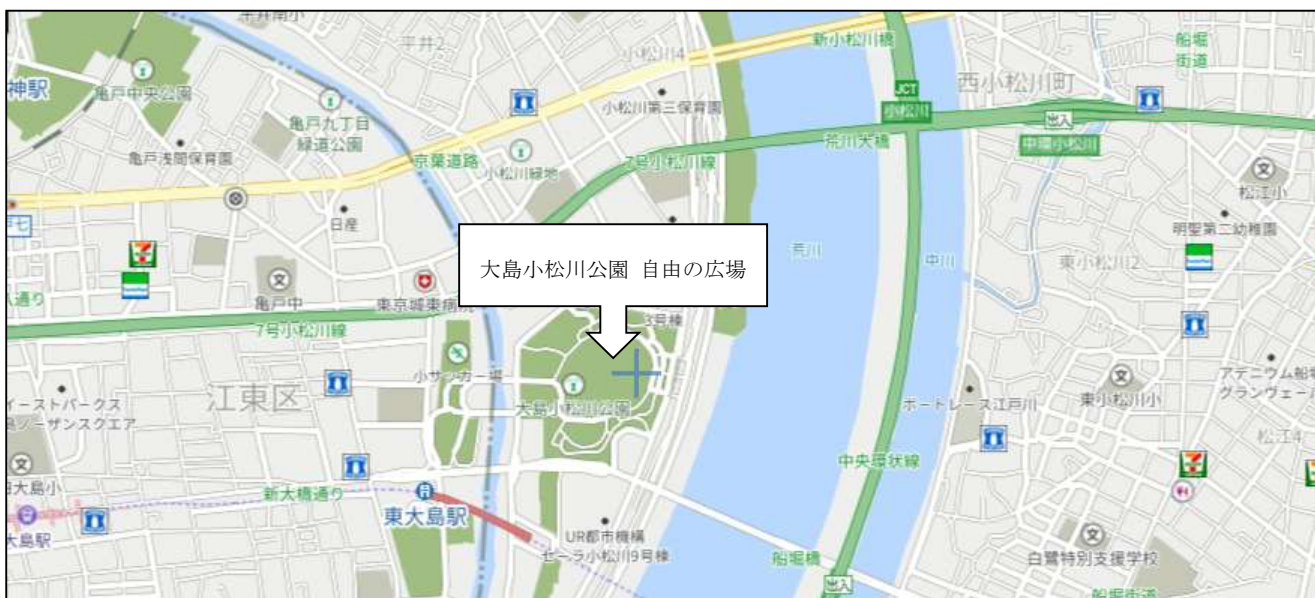 平井2
小松川4
新小松川橋
船堀
街道
神駅
亀戸中央公園
亀戸九丁目
緑道公園
小松川第三保育園
JCT
小松川
西小松川町
出入
中環小松川
荒川大橋
亀戸浅間保育園
京葉道路
小松川緑地
7号小松川線
松江小
日産
明聖第二幼稚園
大島小松川公園 自由の広場
荒川
中川
東小松川2
亀戸中
東京城東病院
7号小松川線
3号棟
小サッカー場
江東区
大島小松川公園
ボートレース江戸川
東小松川小
アデニウム船堀
グランヴェー
イーストパークス
島ノーザンスクエア
松江4
大島小
新大橋通り
中央環状線
東大島駅
大島駅
UR都市機構
セーラ小松川9号棟
船堀橋
白鷺特別支援学校
出入
船堀街道